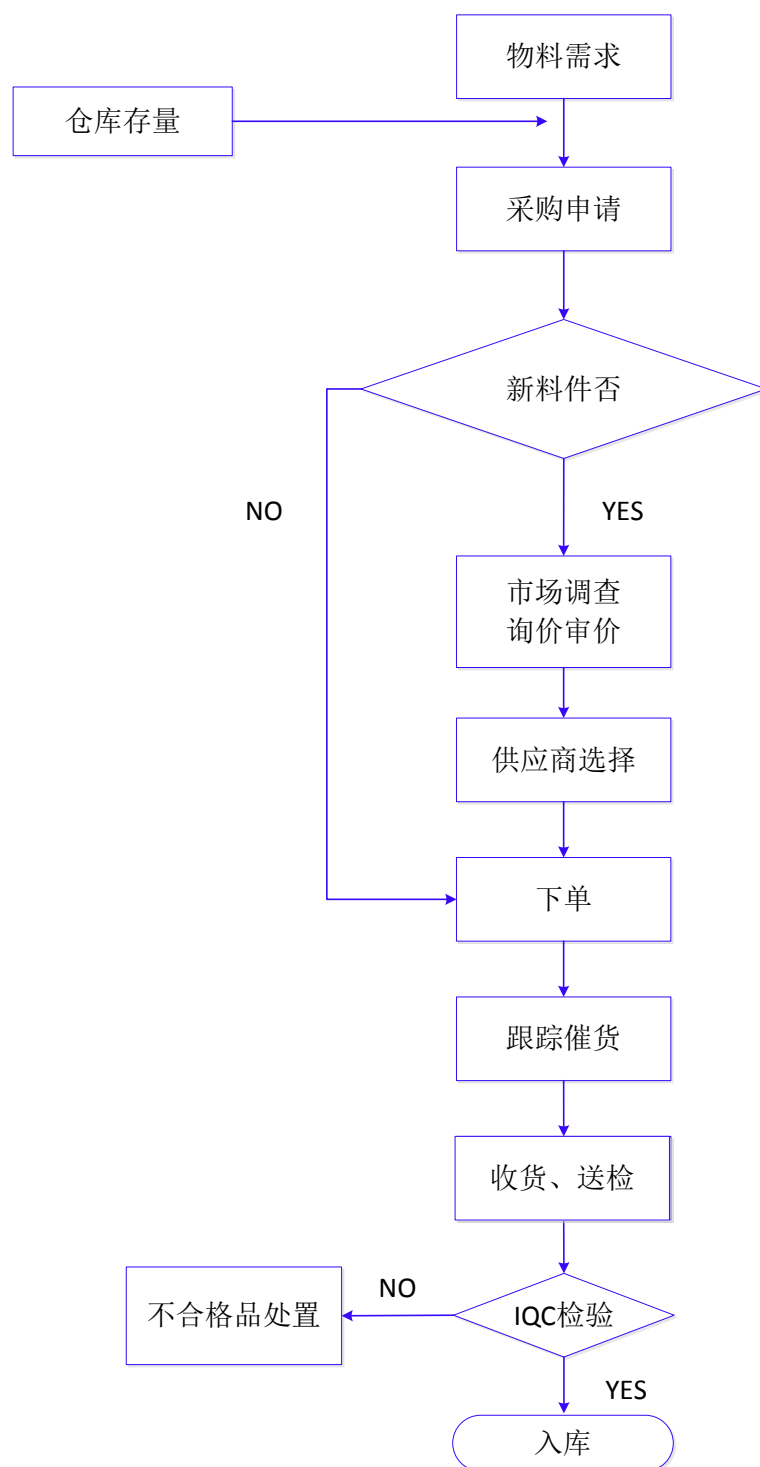 物料需求
仓库存量
采购申请
新料件否
NO
YES
市场调查
询价审价
供应商选择
下单
跟踪催货
收货、送检
NO
不合格品处置
IQC检验
YES
入库